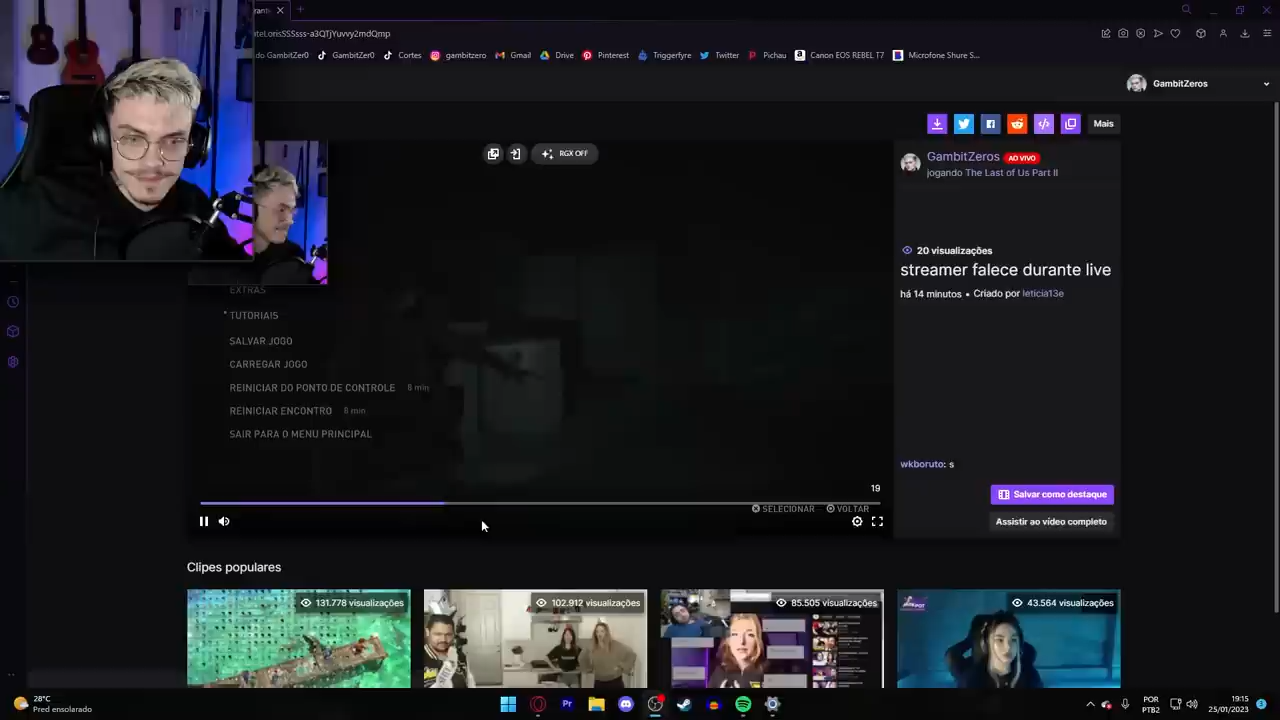 ranti
uteLorisSSSsss-a3QTjYuvvy2mdQmp
do GambitZer0
GambitZer0
Cortes
gambitzero
Gmail
Drive
Pinterest
Triggerfyre
Twitter
Pichau
Canon EOS REBEL T7
Microfone Shure S...
GambitZeros
Mais
RGX OFF
GambitZeros AO VIVO
jogando The Last of Us Part II
20 visualizações
streamer falece durante live
há 14 minutos • Criado por leticia13e
EXTRAS
TUTORIAIS
SALVAR JOGO
CARREGAR JOGO
REINICIAR DO PONTO DE CONTROLE 8 min
REINICIAR ENCONTRO 6 min
SAIR PARA O MENU PRINCIPAL
wkboruto: s
19
Salvar como destaque
SELECIONAR VOLTAR
Assistir ao vídeo completo
Clipes populares
131.778 visualizações
102.912 visualizações
85.505 visualizações
43.564 visualizações
28°C
Pred ensolarado
POR
PTB2
19:15
25/01/2023